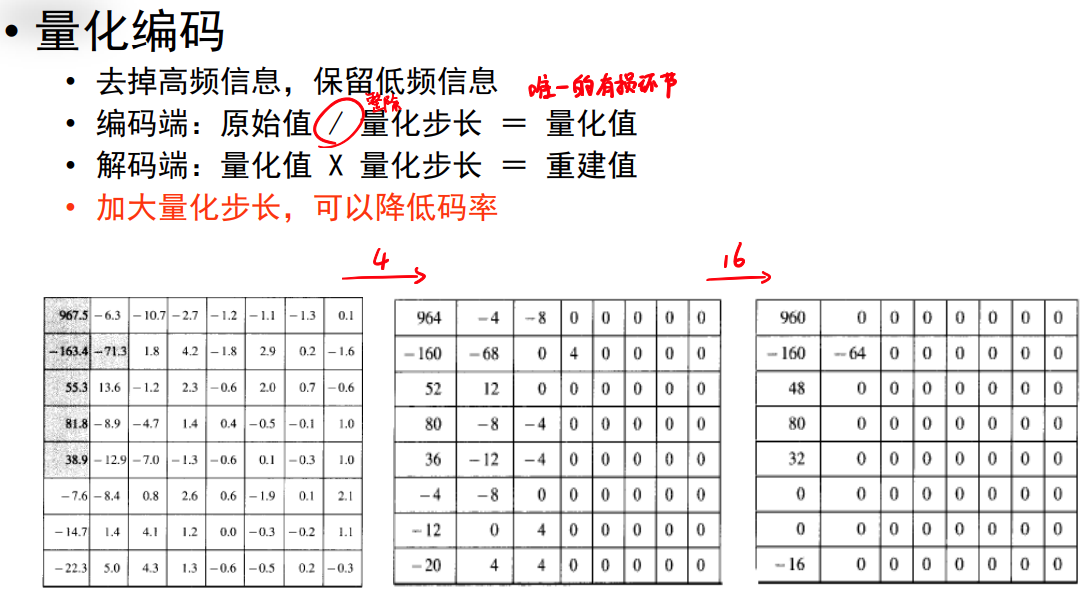 • 量化编码
• 去掉高频信息，保留低频信息 唯一的有损环节
整除
• 编码端：原始值 / 量化步长 ＝ 量化值
• 解码端：量化值 X 量化步长 ＝ 重建值
• 加大量化步长，可以降低码率
4 16
967.5 -6.3 -10.7 -2.7 -1.2 -1.1 -1.3 0.1
-163.4 -71.3 1.8 4.2 -1.8 2.9 0.2 -1.6
55.3 13.6 -1.2 2.3 -0.6 2.0 0.7 -0.6
81.8 -8.9 -4.7 1.4 0.4 -0.5 -0.1 1.0
38.9 -12.9 -7.0 -1.3 -0.6 0.1 -0.3 1.0
-7.6 -8.4 0.8 2.6 0.6 -1.9 0.1 2.1
-14.7 1.4 4.1 1.2 0.0 -0.3 -0.2 1.1
-22.3 5.0 4.3 1.3 -0.6 -0.5 0.2 -0.3
964 -4 -8 0 0 0 0 0
-160 -68 0 4 0 0 0 0
52 12 0 0 0 0 0 0
80 -8 -4 0 0 0 0 0
36 -12 -4 0 0 0 0 0
-4 -8 0 0 0 0 0 0
-12 0 4 0 0 0 0 0
-20 4 4 0 0 0 0 0
960 0 0 0 0 0 0 0
-160 -64 0 0 0 0 0 0
48 0 0 0 0 0 0 0
80 0 0 0 0 0 0 0
32 0 0 0 0 0 0 0
0 0 0 0 0 0 0 0
0 0 0 0 0 0 0 0
-16 0 0 0 0 0 0 0